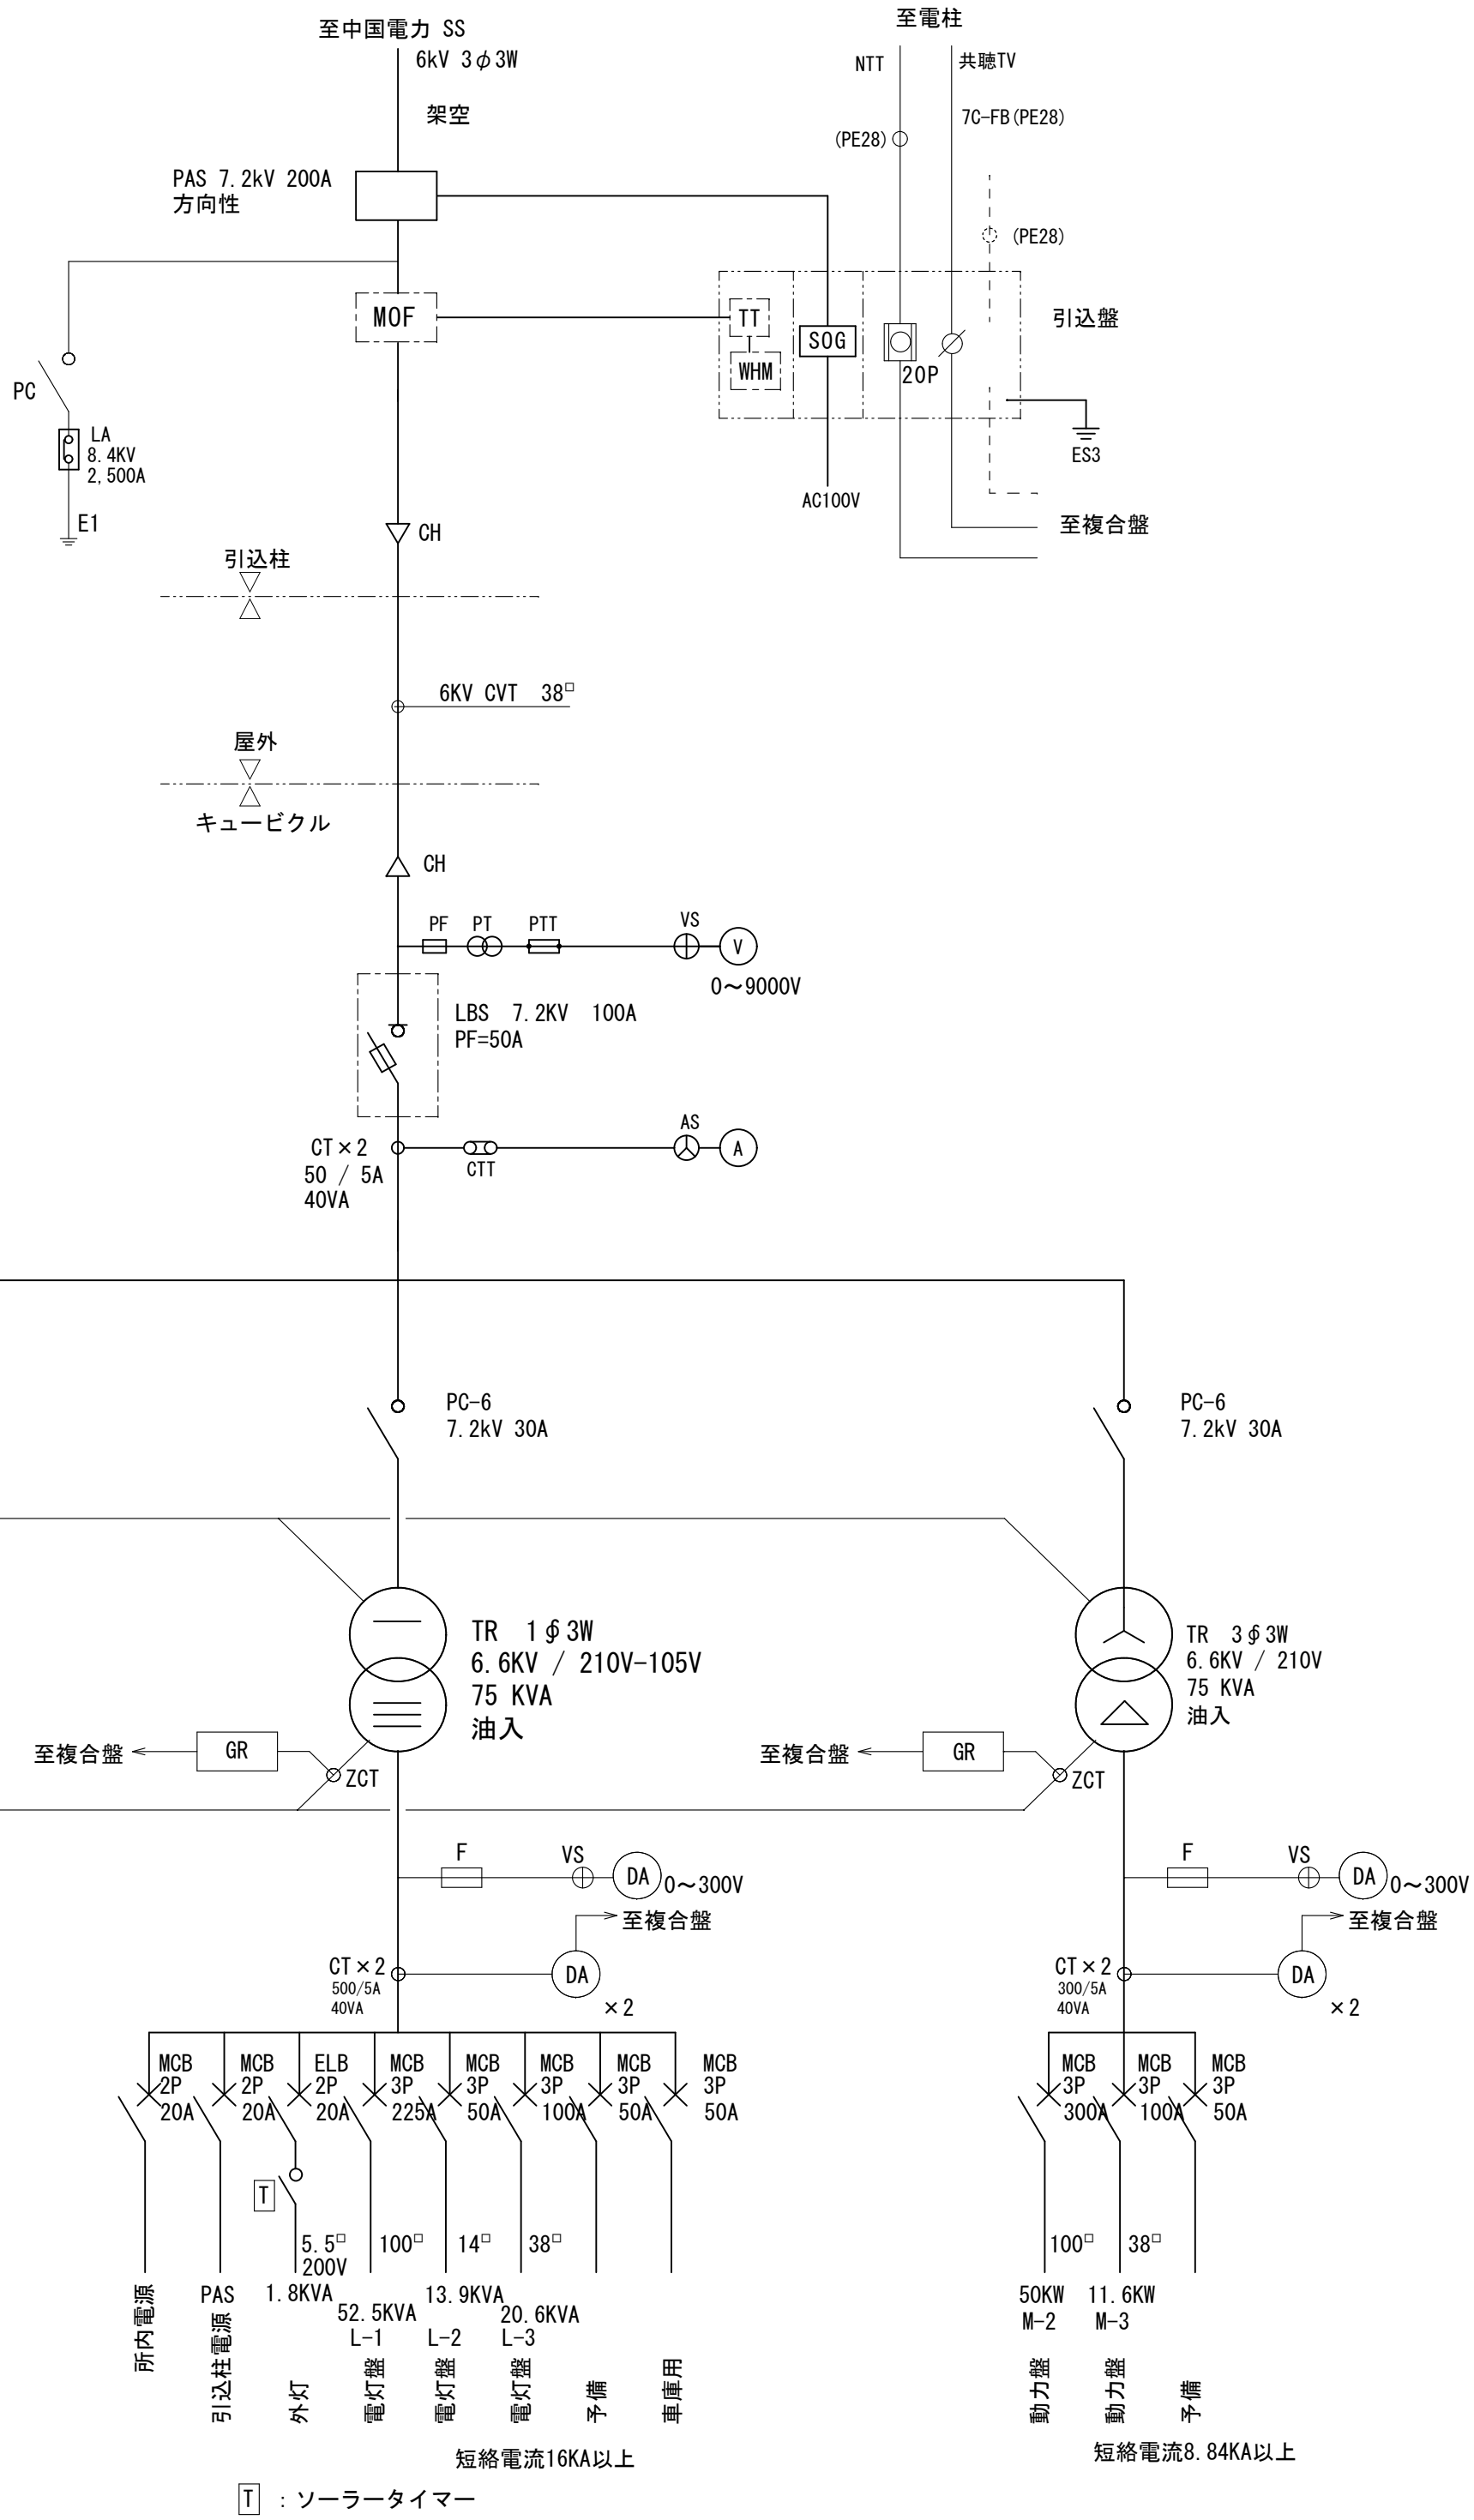 至中国電力 SS
6kV 3φ3W
架空
至電柱
NTT
共聴TV
7C-FB(PE28)
(PE28)
PAS 7.2kV 200A
方向性
(PE28)
MOF
TT
WHM
SOG
20P
引込盤
PC
LA
8.4KV
2,500A
E1
ES3
AC100V
至複合盤
CH
引込柱
6KV CVT 38□
屋外
キュービクル
CH
PF
PT
PTT
VS
V
0～9000V
LBS 7.2KV 100A
PF=50A
CT×2
50 / 5A
40VA
CTT
AS
A
PC-6
7.2kV 30A
PC-6
7.2kV 30A
TR 1φ3W
6.6KV / 210V-105V
75 KVA
油入
TR 3φ3W
6.6KV / 210V
75 KVA
油入
至複合盤
GR
ZCT
至複合盤
GR
ZCT
F
VS
DA
0～300V
至複合盤
CT×2
500/5A
40VA
DA
×2
F
VS
DA
0～300V
至複合盤
CT×2
300/5A
40VA
DA
×2
MCB
2P
20A
MCB
2P
20A
ELB
2P
20A
MCB
3P
225A
MCB
3P
50A
MCB
3P
100A
MCB
3P
50A
MCB
3P
50A
MCB
3P
300A
MCB
3P
100A
MCB
3P
50A
T
5.5□
200V
1.8KVA
100□
14□
38□
100□
38□
所内電源
PAS
引込柱電源
外灯
52.5KVA
L-1
電灯盤
13.9KVA
L-2
電灯盤
20.6KVA
L-3
電灯盤
予備
車庫用
50KW
M-2
動力盤
11.6KW
M-3
動力盤
予備
短絡電流16KA以上
短絡電流8.84KA以上
T : ソーラータイマー